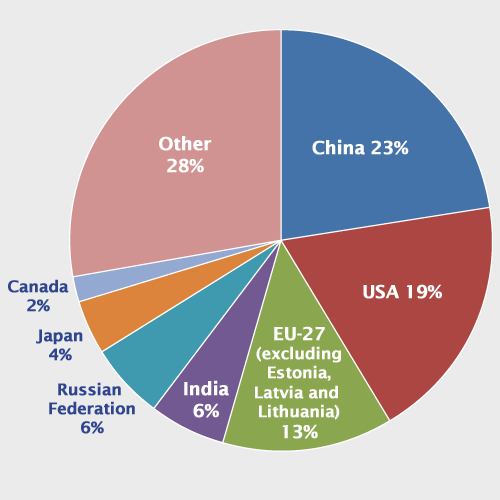 China 23%
USA 19%
EU-27
(excluding
Estonia,
Latvia and
Lithuania)
13%
India
6%
Russian
Federation
6%
Japan
4%
Canada
2%
Other
28%